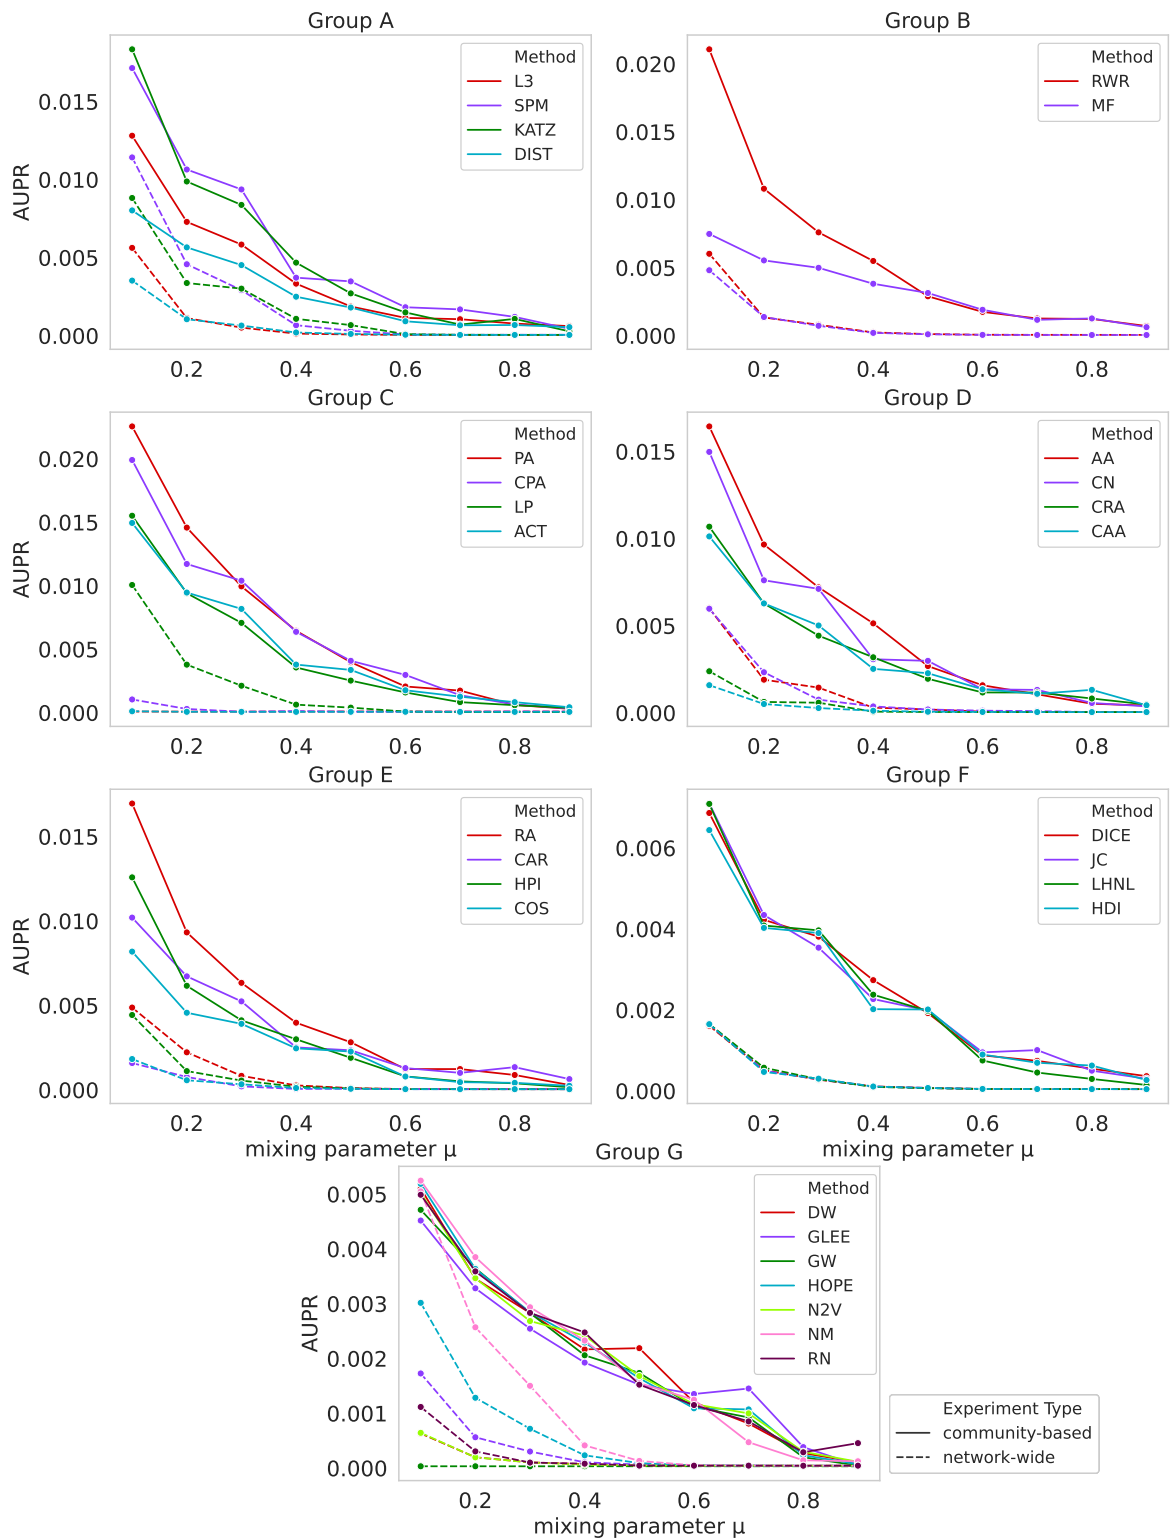 Group A
AUPR
0.015
0.010
0.005
0.000
0.2 0.4 0.6 0.8
Method
L3
SPM
KATZ
DIST
Group B
0.020
0.015
0.010
0.005
0.000
0.2 0.4 0.6 0.8
Method
RWR
MF
Group C
AUPR
0.020
0.015
0.010
0.005
0.000
0.2 0.4 0.6 0.8
Method
PA
CPA
LP
ACT
Group D
0.015
0.010
0.005
0.000
0.2 0.4 0.6 0.8
Method
AA
CN
CRA
CAA
Group E
AUPR
0.015
0.010
0.005
0.000
0.2 0.4 0.6 0.8
mixing parameter μ
Method
RA
CAR
HPI
COS
Group F
0.006
0.004
0.002
0.000
0.2 0.4 0.6 0.8
mixing parameter μ
Method
DICE
JC
LHNL
HDI
Group G
AUPR
0.005
0.004
0.003
0.002
0.001
0.000
0.2 0.4 0.6 0.8
mixing parameter μ
Method
DW
GLEE
GW
HOPE
N2V
NM
RN
Experiment Type
community-based
network-wide